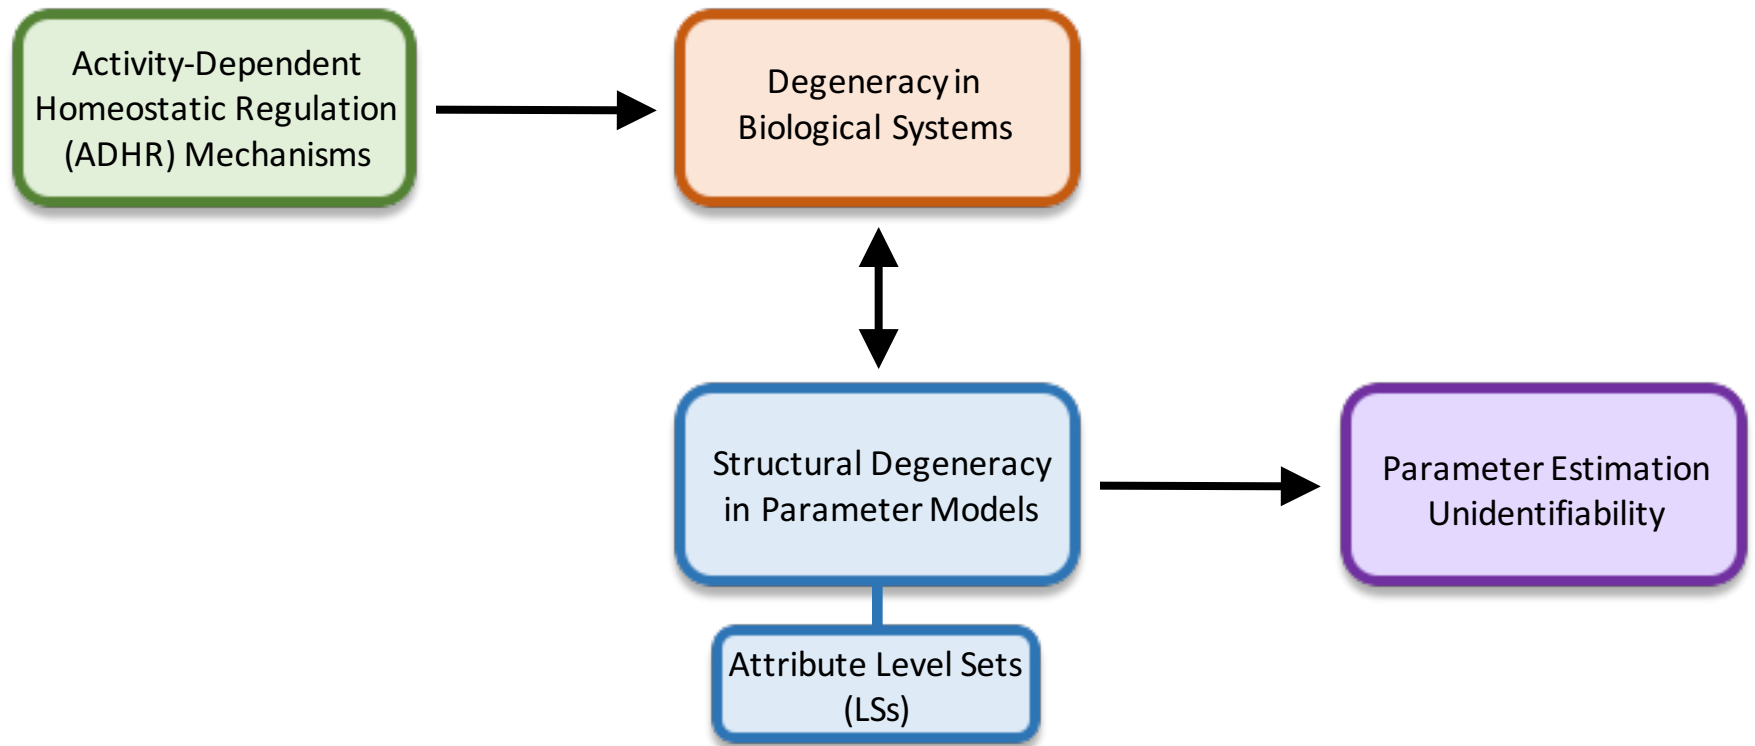 Activity-Dependent
Homeostatic Regulation
(ADHR) Mechanisms
Degeneracy in
Biological Systems
Structural Degeneracy
in Parameter Models
Parameter Estimation
Unidentifiability
Attribute Level Sets
(LSs)